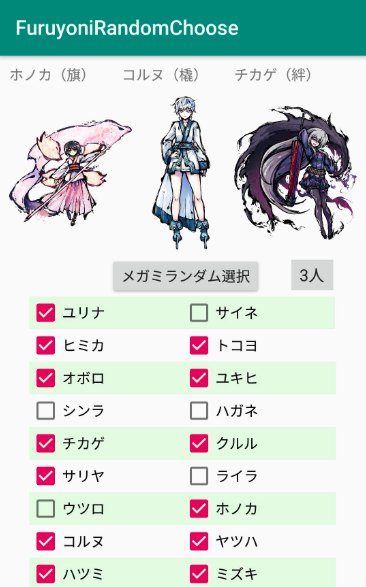 FuruyoniRandomChoose
ホノカ（旗） コルヌ（橇） チカゲ（絆）
メガミランダム選択 3人
ユリナ サイネ
ヒミカ トコヨ
オボロ ユキヒ
シンラ ハガネ
チカゲ クルル
サリヤ ライラ
ウツロ ホノカ
コルヌ ヤツハ
ハツミ ミズキ